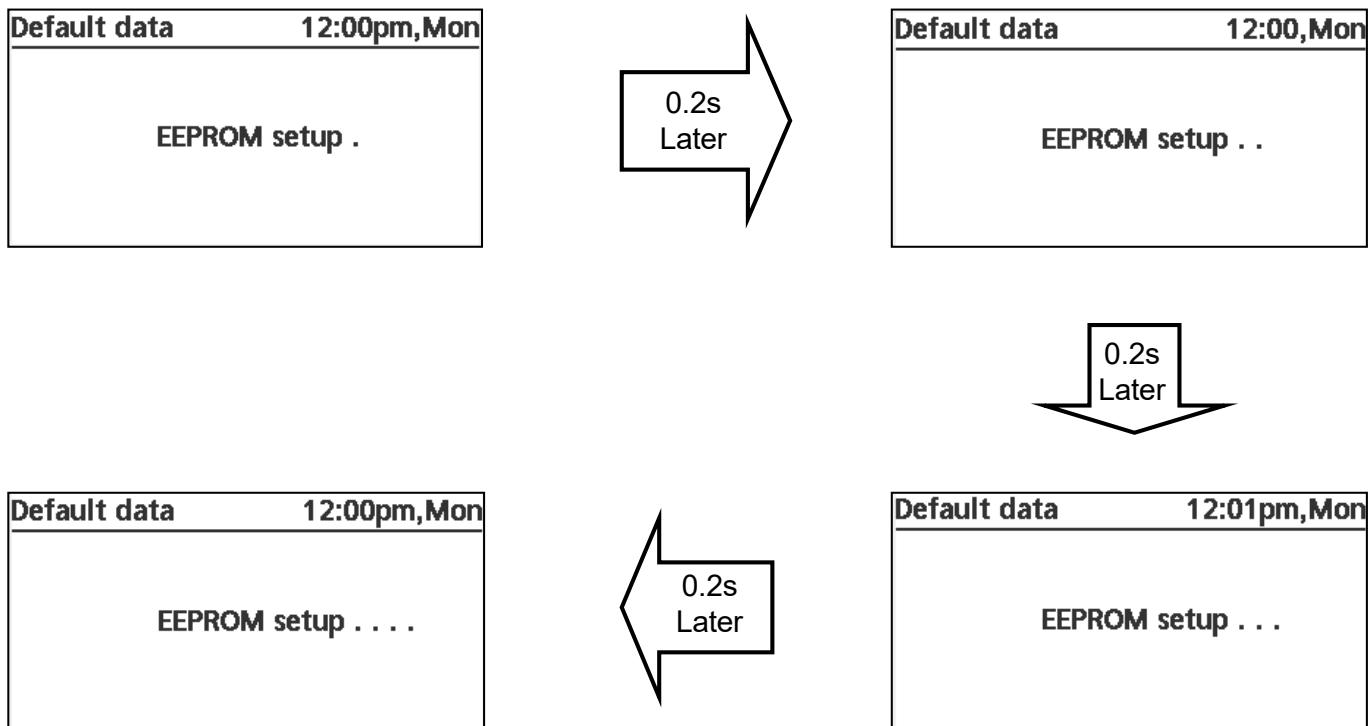 Default data 12:00pm,Mon
EEPROM setup .
0.2s
Later
Default data 12:00,Mon
EEPROM setup . .
0.2s
Later
Default data 12:01pm,Mon
EEPROM setup . . .
0.2s
Later
Default data 12:00pm,Mon
EEPROM setup . . . .